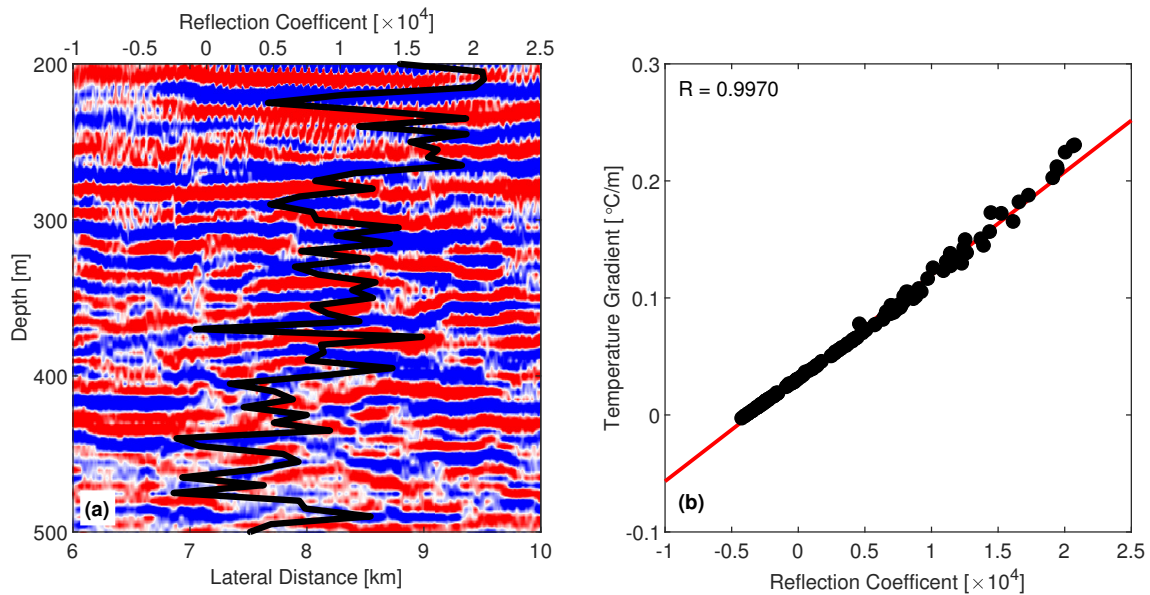 Reflection Coefficent [×10⁴]
-1 -0.5 0 0.5 1 1.5 2 2.5
200
300
400
500
Depth [m]
(a)
6 7 8 9 10
Lateral Distance [km]
0.3
0.2
0.1
0
-0.1
Temperature Gradient [ °C/m]
R = 0.9970
(b)
-1 -0.5 0 0.5 1 1.5 2 2.5
Reflection Coefficent [×10⁴]